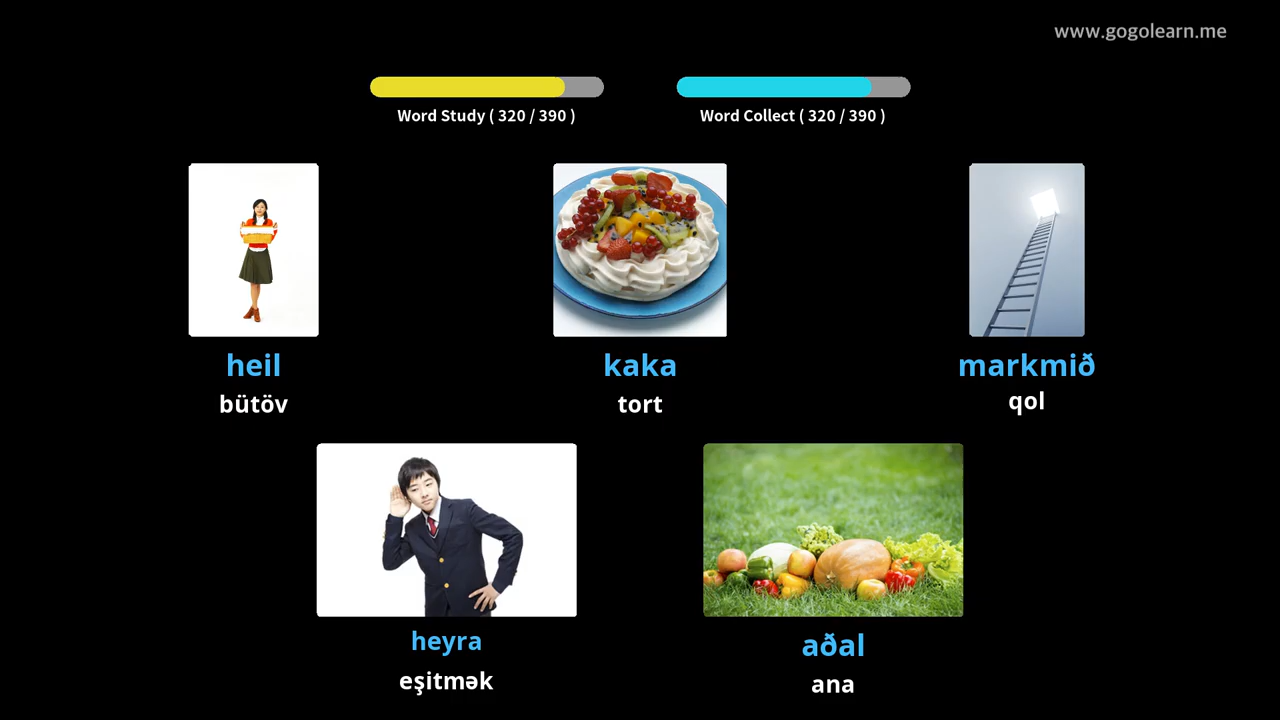 www.gogolearn.me
Word Study ( 320 / 390 )
Word Collect ( 320 / 390 )
heil
bütöv
kaka
tort
markmið
qol
heyra
eşitmək
aðal
ana